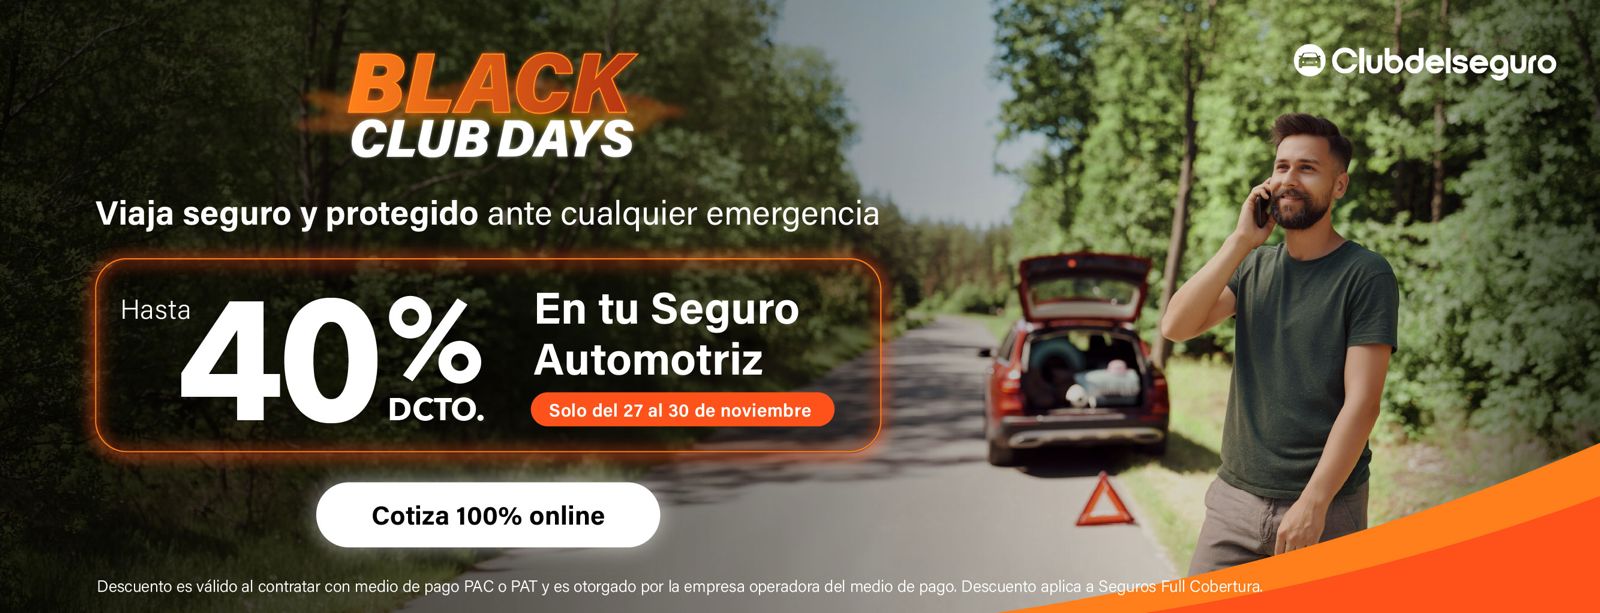 BLACK
CLUB DAYS
Clubdelseguro
Viaja seguro y protegido ante cualquier emergencia
Hasta
40%
DCTO.
En tu Seguro
Automotriz
Solo del 27 al 30 de noviembre
Cotiza 100% online
Descuento es válido al contratar con medio de pago PAC o PAT y es otorgado por la empresa operadora del medio de pago. Descuento aplica a Seguros Full Cobertura.